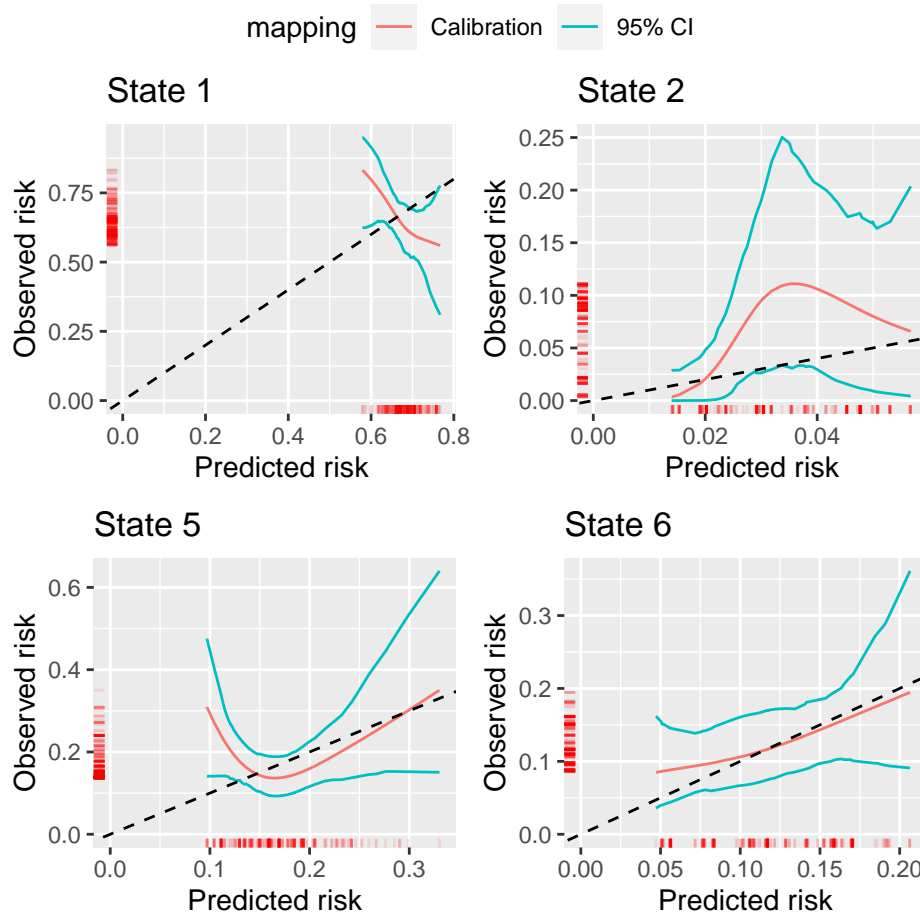 mapping Calibration 95% CI
State 1
State 2
Observed risk
0.75
0.50
0.25
0.00
0.0 0.2 0.4 0.6 0.8
Predicted risk
Observed risk
0.25
0.20
0.15
0.10
0.05
0.00
0.00 0.02 0.04
Predicted risk
State 5
State 6
Observed risk
0.6
0.4
0.2
0.0
0.0 0.1 0.2 0.3
Predicted risk
Observed risk
0.3
0.2
0.1
0.0
0.00 0.05 0.10 0.15 0.20
Predicted risk